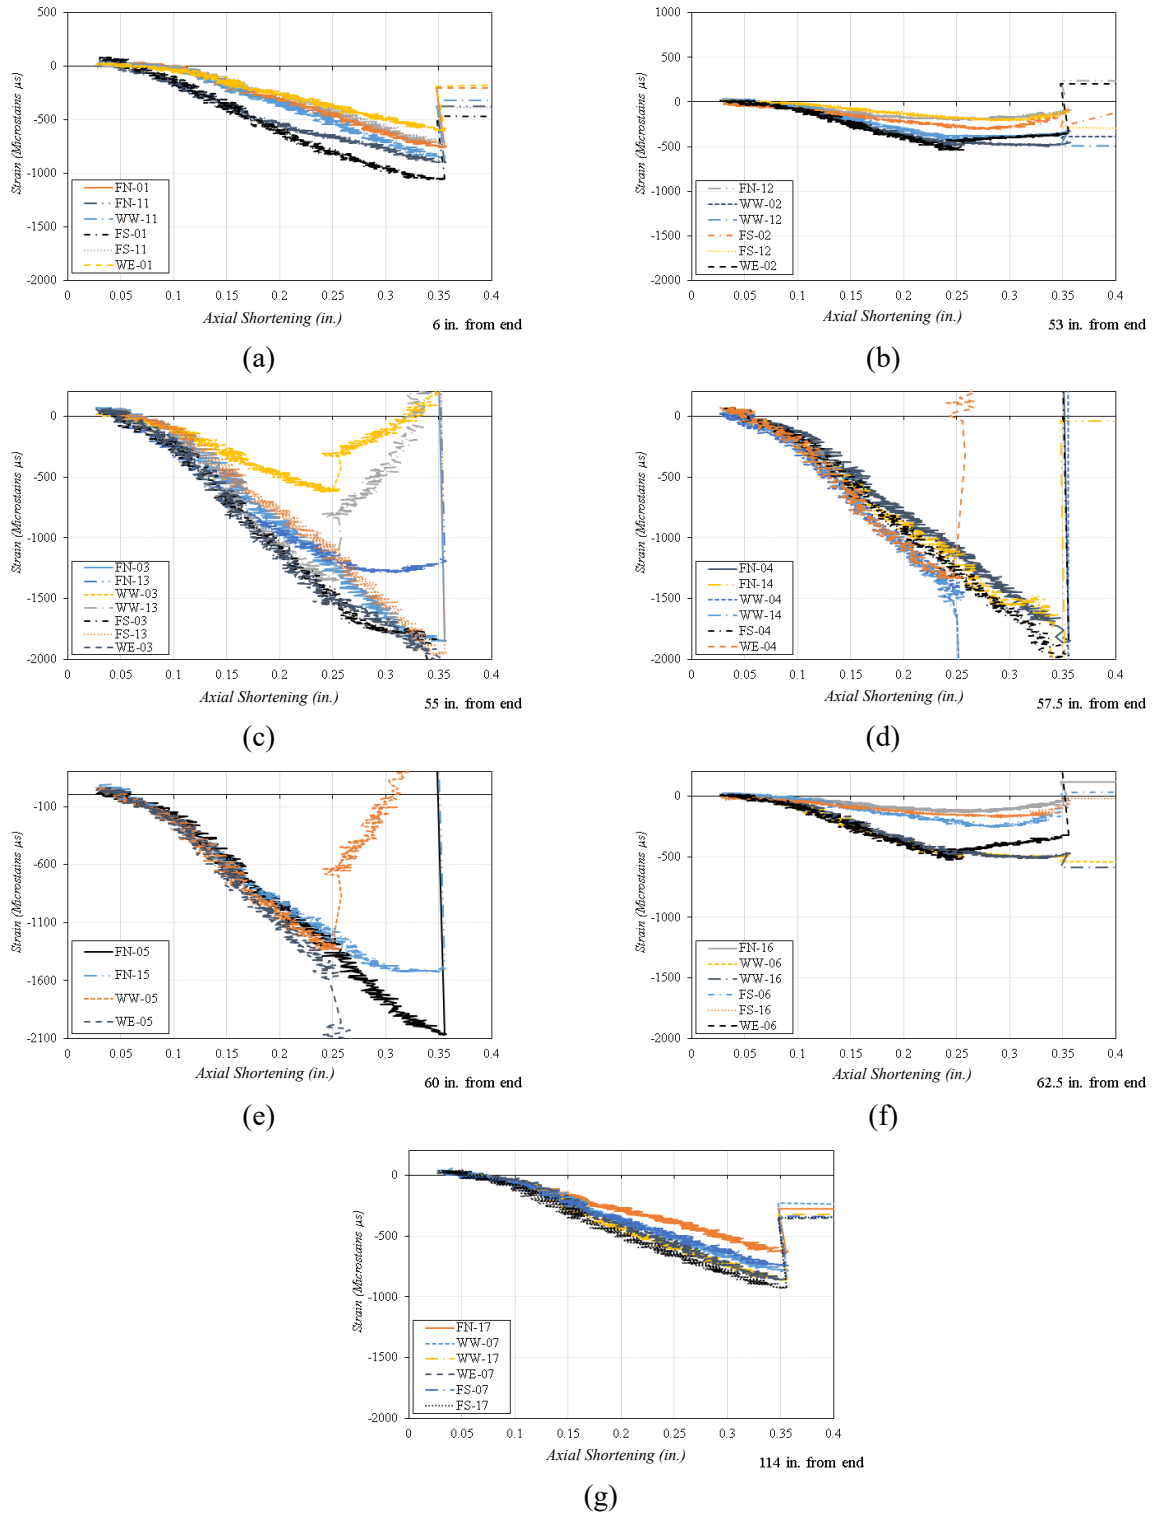 500
0
-500
-1000
-1500
-2000
Strain (Microstains µs)
FN-01
FN-11
WW-11
FS-01
FS-11
WE-01
0 0.05 0.1 0.15 0.2 0.25 0.3 0.35 0.4
Axial Shortening (in.)
6 in. from end
(a)
1000
500
0
-500
-1000
-1500
-2000
Strain (Microstains µs)
FN-12
WW-02
WW-12
FS-02
FS-12
WE-02
0 0.05 0.1 0.15 0.2 0.25 0.3 0.35 0.4
Axial Shortening (in.)
53 in. from end
(b)
0
-500
-1000
-1500
-2000
Strain (Microstains µs)
FN-03
FN-13
WW-03
WW-13
FS-03
FS-13
WE-03
0 0.05 0.1 0.15 0.2 0.25 0.3 0.35 0.4
Axial Shortening (in.)
55 in. from end
(c)
0
-500
-1000
-1500
-2000
Strain (Microstains µs)
FN-04
FN-14
WW-04
WW-14
FS-04
WE-04
0 0.05 0.1 0.15 0.2 0.25 0.3 0.35 0.4
Axial Shortening (in.)
57.5 in. from end
(d)
-100
-600
-1100
-1600
-2100
Strain (Microstains µs)
FN-05
FN-15
WW-05
WE-05
0 0.05 0.1 0.15 0.2 0.25 0.3 0.35 0.4
Axial Shortening (in.)
60 in. from end
(e)
0
-500
-1000
-1500
-2000
Strain (Microstains µs)
FN-16
WW-06
WW-16
FS-06
FS-16
WE-06
0 0.05 0.1 0.15 0.2 0.25 0.3 0.35 0.4
Axial Shortening (in.)
62.5 in. from end
(f)
0
-500
-1000
-1500
-2000
Strain (Microstains µs)
FN-17
WW-07
WW-17
WE-07
FS-07
FS-17
0 0.05 0.1 0.15 0.2 0.25 0.3 0.35 0.4
Axial Shortening (in.)
114 in. from end
(g)